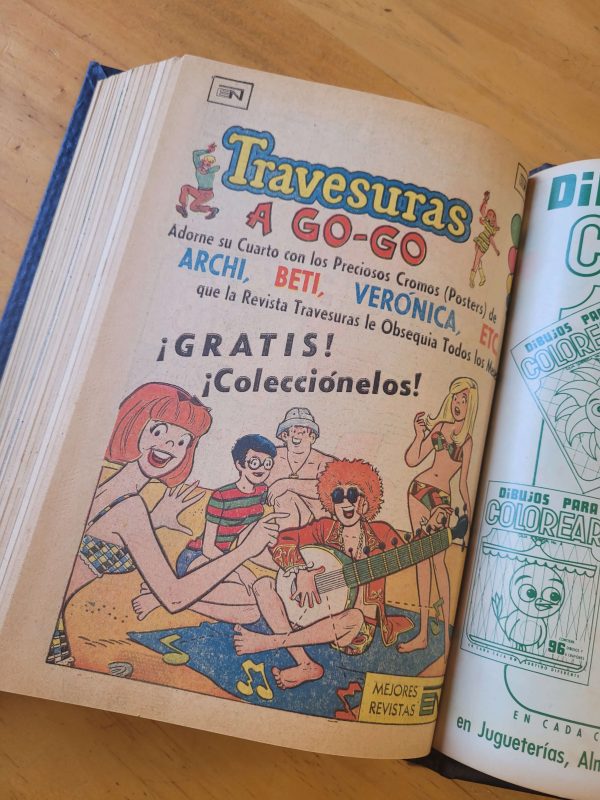 EN
Travesuras
A GO-GO
Adorne su Cuarto con los Preciosos Cromos (Posters) de
ARCHI, BETI, VERÓNICA, ETC
que la Revista Travesuras le Obsequia Todos los
¡GRATIS!
¡Colecciónelos!
MEJORES
REVISTAS EN
DIBUJOS PARA
COLOREAR
DIBUJOS PARA
COLOREAR
96
EN CADA
en Jugueterías,